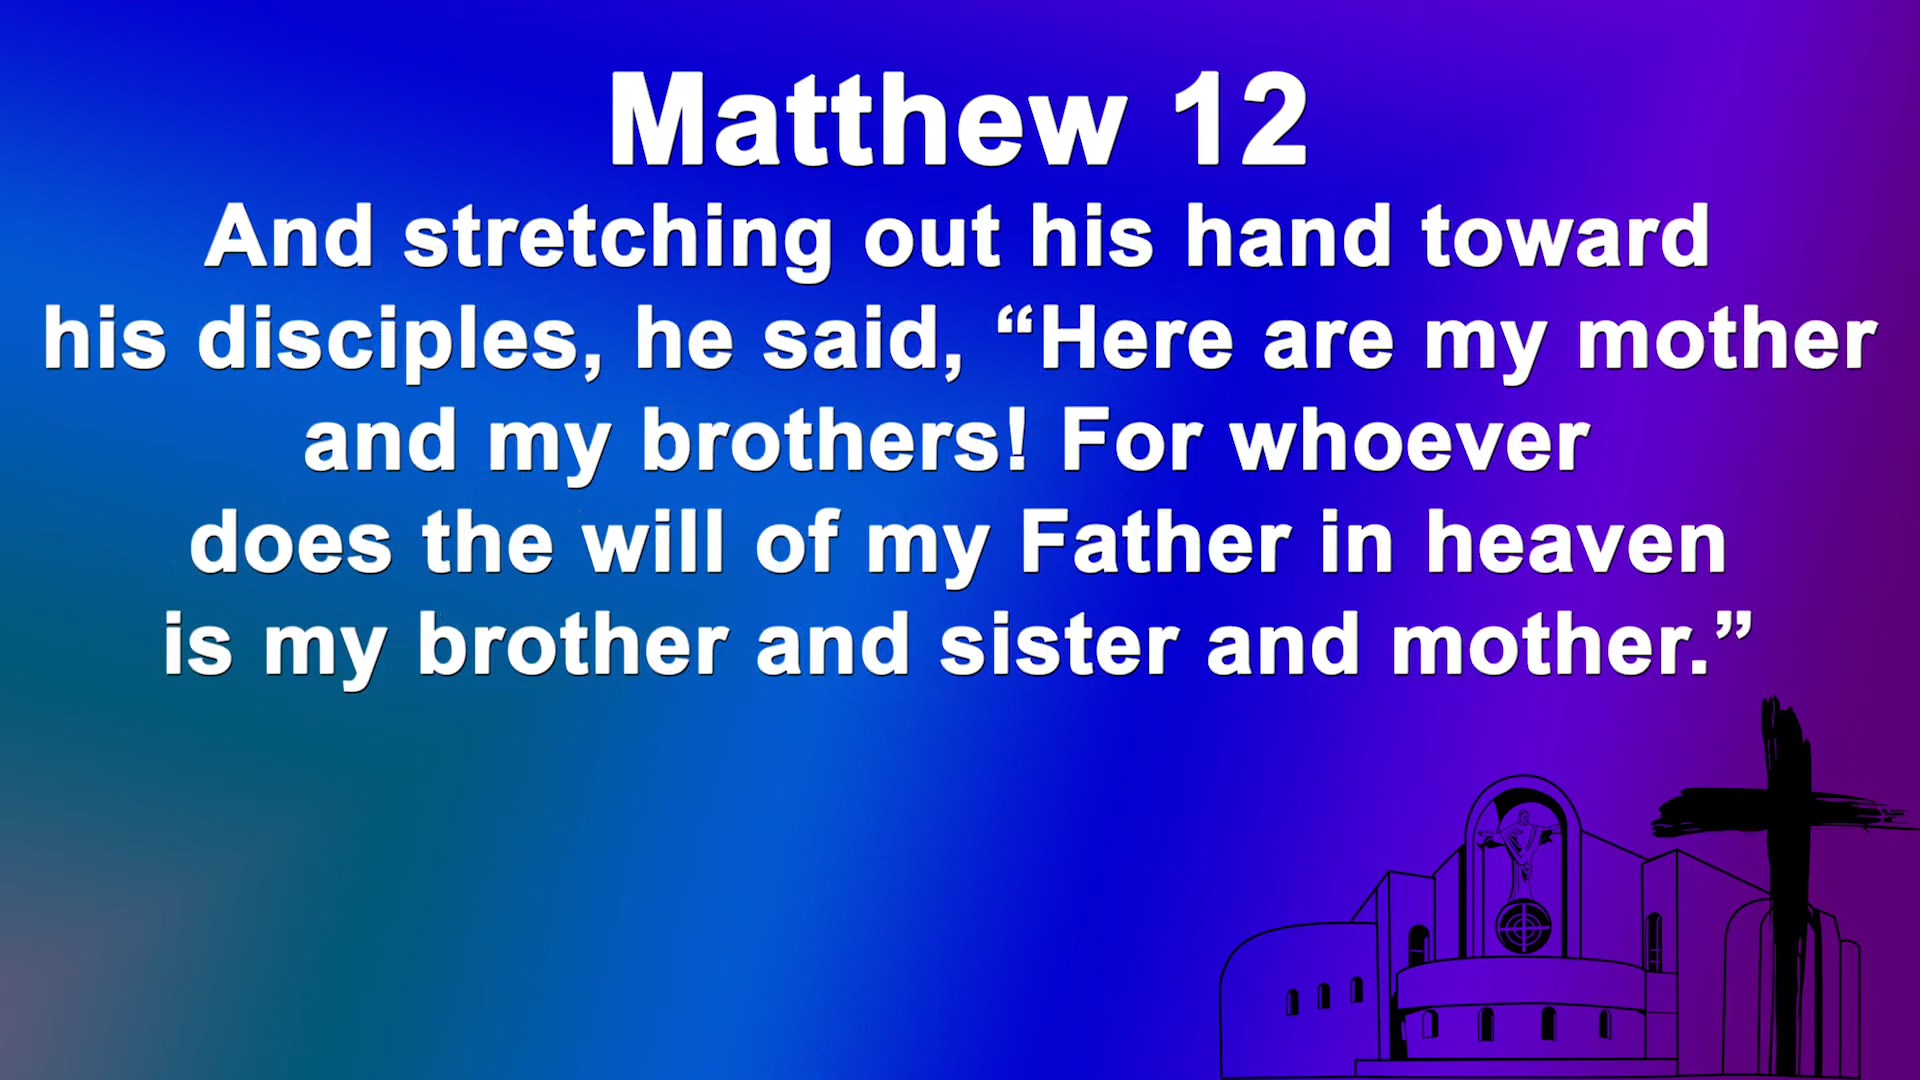 Matthew 12
And stretching out his hand toward
his disciples, he said, “Here are my mother
and my brothers! For whoever
does the will of my Father in heaven
is my brother and sister and mother.”